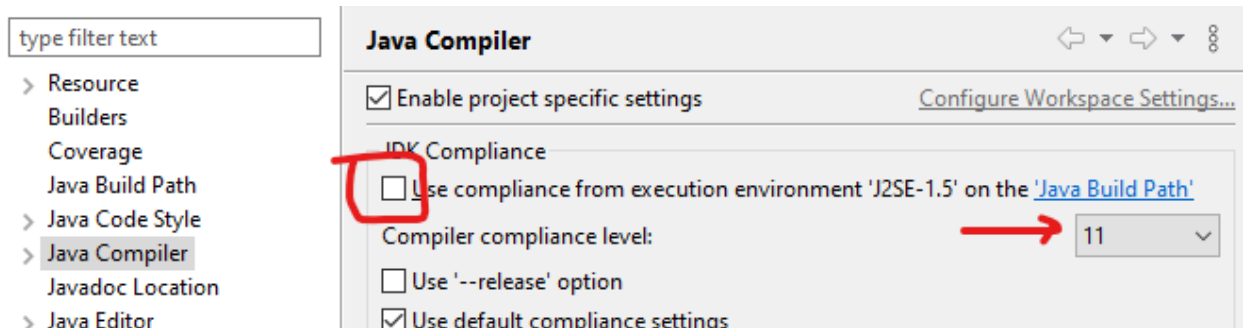 type filter text
Resource
Builders
Coverage
Java Build Path
Java Code Style
Java Compiler
Javadoc Location
Java Editor
Java Compiler
Enable project specific settings
Configure Workspace Settings...
JDK Compliance
Use compliance from execution environment 'J2SE-1.5' on the 'Java Build Path'
Compiler compliance level:
11
Use '--release' option
Use default compliance settings